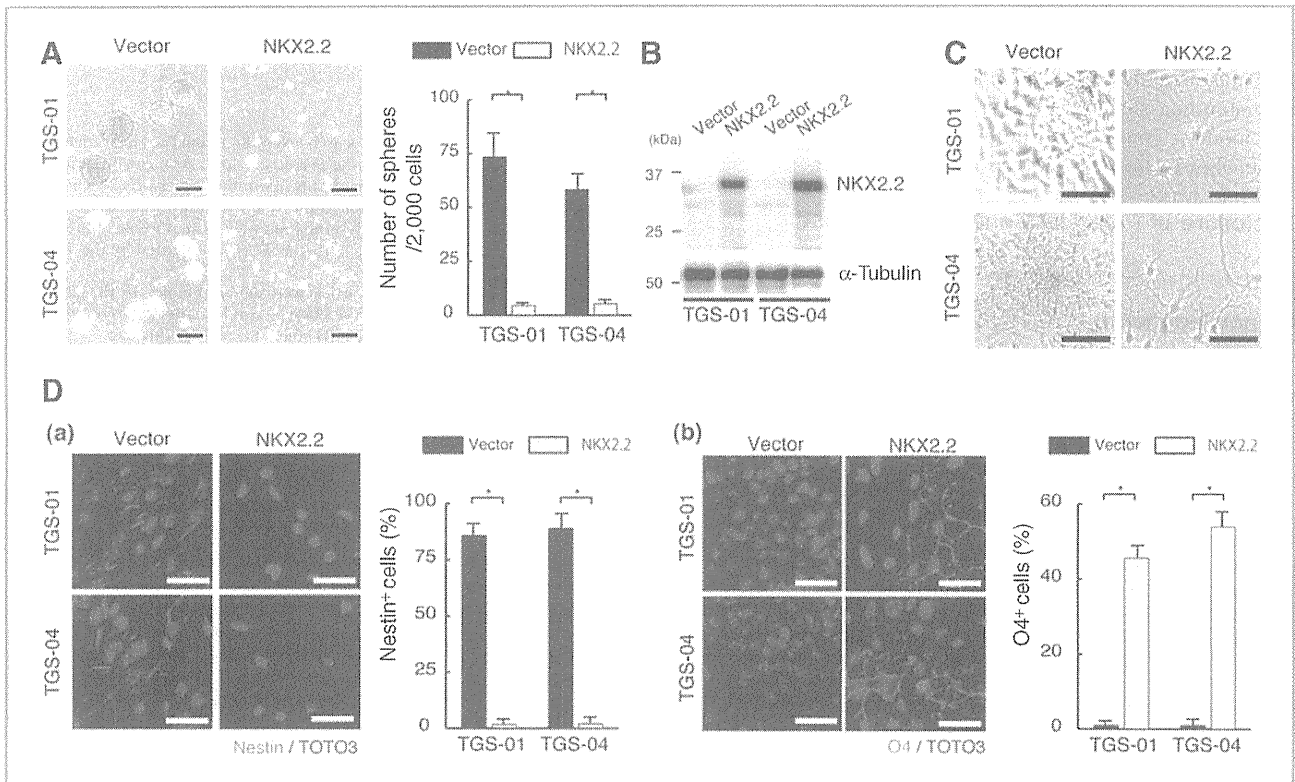 A
Vector
NKX2.2
TGS-01
TGS-04
Vector NKX2.2
Number of spheres
/2,000 cells
100
75
50
25
0
*
*
TGS-01 TGS-04
B
Vector
NKX2.2
Vector
NKX2.2
(kDa)
37
25
50
NKX2.2
α-Tubulin
TGS-01 TGS-04
C
Vector
NKX2.2
TGS-01
TGS-04
D
(a)
Vector
NKX2.2
TGS-01
TGS-04
Nestin / TOTO3
Vector NKX2.2
Nestin+ cells (%)
100
75
50
25
0
*
*
TGS-01 TGS-04
(b)
Vector
NKX2.2
TGS-01
TGS-04
O4 / TOTO3
Vector NKX2.2
O4+ cells (%)
60
40
20
0
*
*
TGS-01 TGS-04